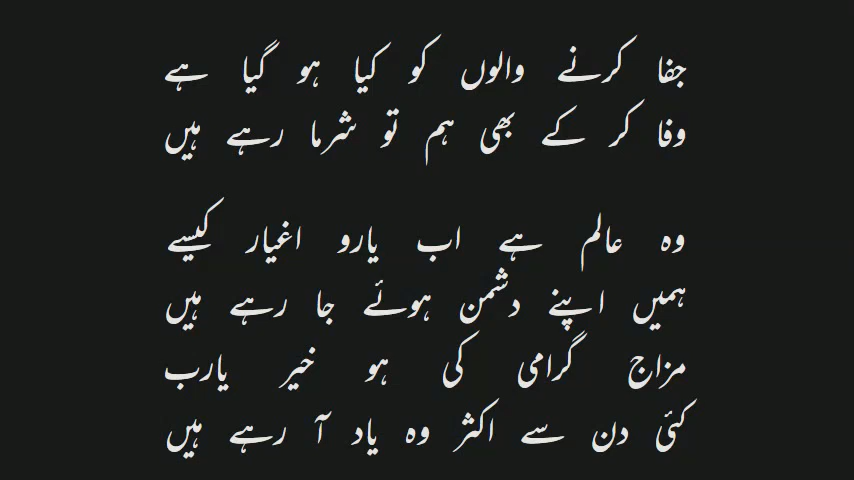 جفا کرنے والوں کو کیا ہو گیا ہے
وفا کر کے بھی ہم تو شرما رہے ہیں
وہ عالم ہے اب یارو اغیار کیسے
ہمیں اپنے دشمن ہوئے جا رہے ہیں
مزاج گرامی کی ہو خیر یارب
کئی دن سے اکثر وہ یاد آ رہے ہیں